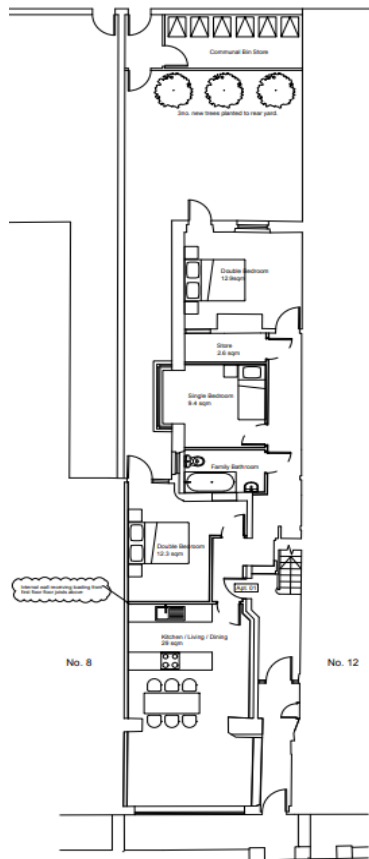 Communal Bin Store
3no. new trees planted to rear yard.
Double Bedroom
12.9sqm
Store
2.6 sqm
Single Bedroom
9.4 sqm
Family Bathroom
Double Bedroom
12.3 sqm
Apt. 01
Internal wall receiving loading from
first floor floor joists above
Kitchen / Living / Dining
29 sqm
No. 8
No. 12